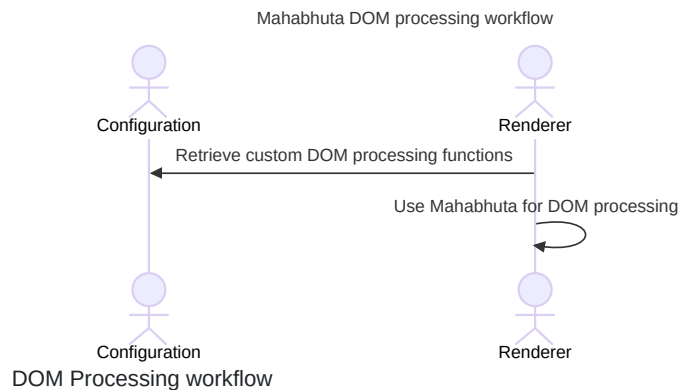 Mahabhuta DOM processing workflow
Configuration
Renderer
Retrieve custom DOM processing functions
Use Mahabhuta for DOM processing
Configuration
Renderer
DOM Processing workflow